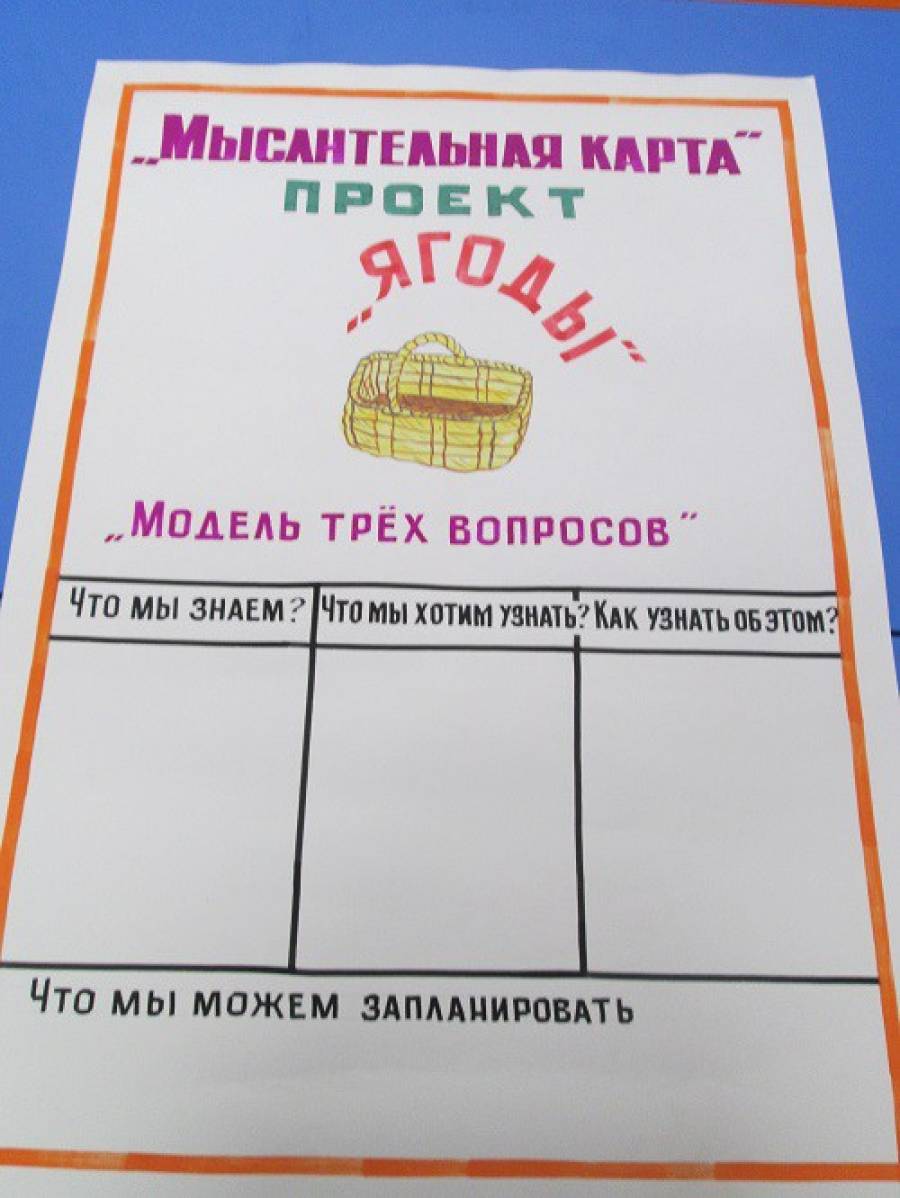 „Мыслительная карта"
ПРОЕКТ
„ЯГОДЫ"
„Модель трёх вопросов"
Что мы знаем? Что мы хотим узнать? Как узнать об этом?
Что мы можем запланировать